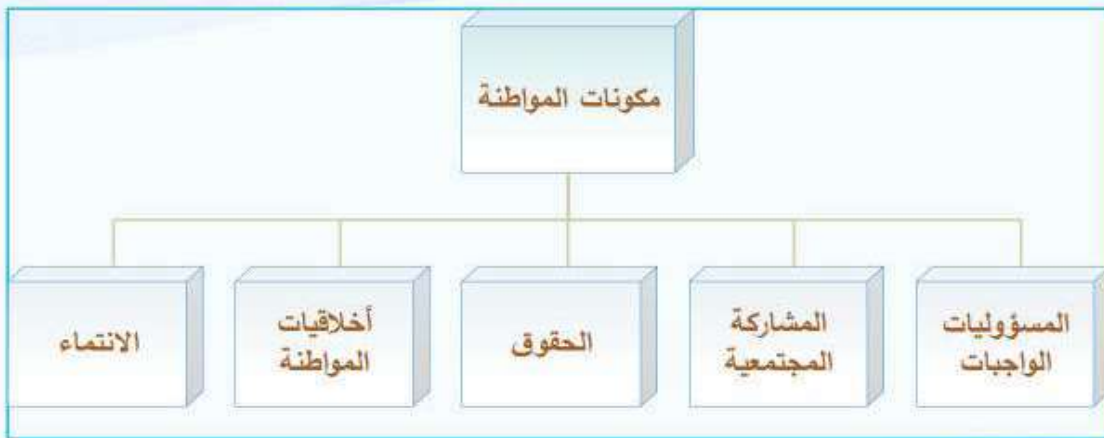 مكونات المواطنة
المسؤوليات
الواجبات
المشاركة
المجتمعية
الحقوق
أخلاقيات
المواطنة
الانتماء